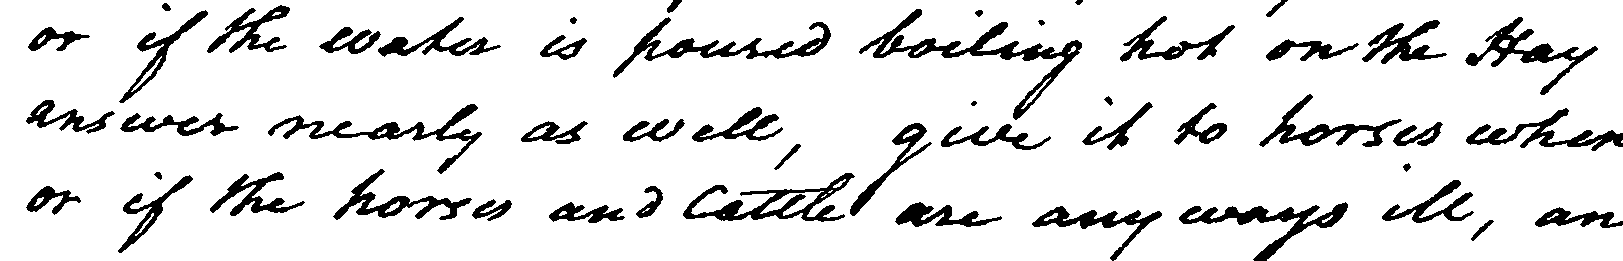 or if the water is poured boiling hot on the Hay
answer nearly as well, give it to horses when
or if the horses and Cattle are any ways ill, an